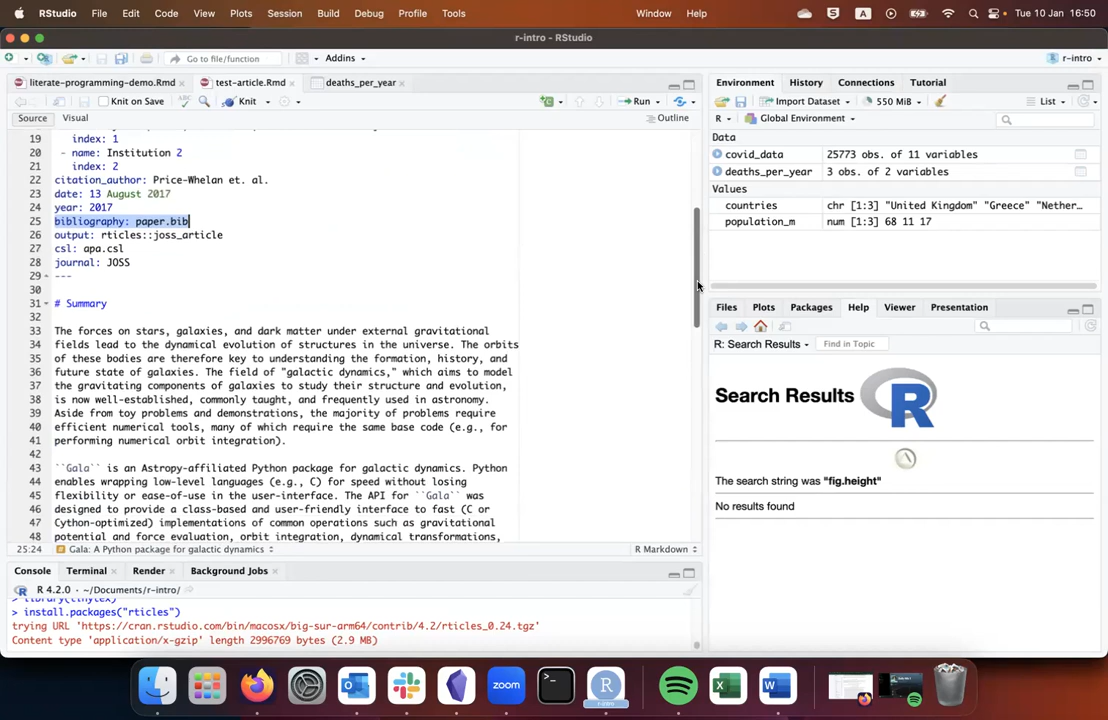 RStudio File Edit Code View Plots Session Build Debug Profile Tools Window Help A Tue 10 Jan 16:50
r-intro - RStudio
Go to file/function Addins r-intro
literate-programming-demo.Rmd test-article.Rmd deaths_per_year
Knit on Save Knit Run
Source Visual Outline
19 index: 1
20 - name: Institution 2
21 index: 2
22 citation_author: Price-Whelan et. al.
23 date: 13 August 2017
24 year: 2017
25 bibliography: paper.bib
26 output: rticles::joss_article
27 csl: apa.csl
28 journal: JOSS
29 ---
30
31 # Summary
32
33 The forces on stars, galaxies, and dark matter under external gravitational
34 fields lead to the dynamical evolution of structures in the universe. The orbits
35 of these bodies are therefore key to understanding the formation, history, and
36 future state of galaxies. The field of "galactic dynamics," which aims to model
37 the gravitating components of galaxies to study their structure and evolution,
38 is now well-established, commonly taught, and frequently used in astronomy.
39 Aside from toy problems and demonstrations, the majority of problems require
40 efficient numerical tools, many of which require the same base code (e.g., for
41 performing numerical orbit integration).
42
43 ``Gala`` is an Astropy-affiliated Python package for galactic dynamics. Python
44 enables wrapping low-level languages (e.g., C) for speed without losing
45 flexibility or ease-of-use in the user-interface. The API for ``Gala`` was
46 designed to provide a class-based and user-friendly interface to fast (C or
47 Cython-optimized) implementations of common operations such as gravitational
48 potential and force evaluation, orbit integration, dynamical transformations,
25:24 Gala: A Python package for galactic dynamics R Markdown
Console Terminal Render Background Jobs
R 4.2.0 · ~/Documents/r-intro/
> library(tinytex)
> install.packages("rticles")
trying URL 'https://cran.rstudio.com/bin/macosx/big-sur-arm64/contrib/4.2/rticles_0.24.tgz'
Content type 'application/x-gzip' length 2996769 bytes (2.9 MB)
Environment History Connections Tutorial
Import Dataset 550 MiB List
R Global Environment
Data
covid_data 25773 obs. of 11 variables
deaths_per_year 3 obs. of 2 variables
Values
countries chr [1:3] "United Kingdom" "Greece" "Nether…
population_m num [1:3] 68 11 17
Files Plots Packages Help Viewer Presentation
R: Search Results Find in Topic
Search Results R
The search string was "fig.height"
No results found
zoom >_ R r-intro X W